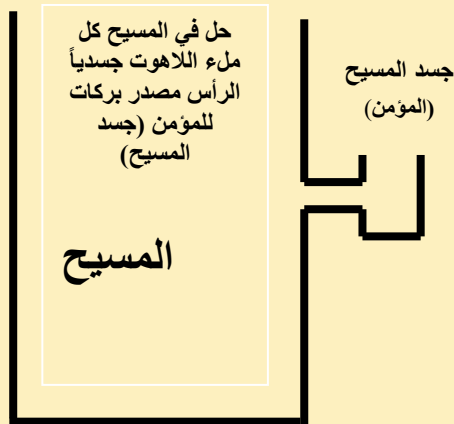 حل في المسيح كل
ملء اللاهوت جسدياً
الرأس مصدر بركات
للمؤمن (جسد
المسيح)
المسيح
جسد المسيح
(المؤمن)